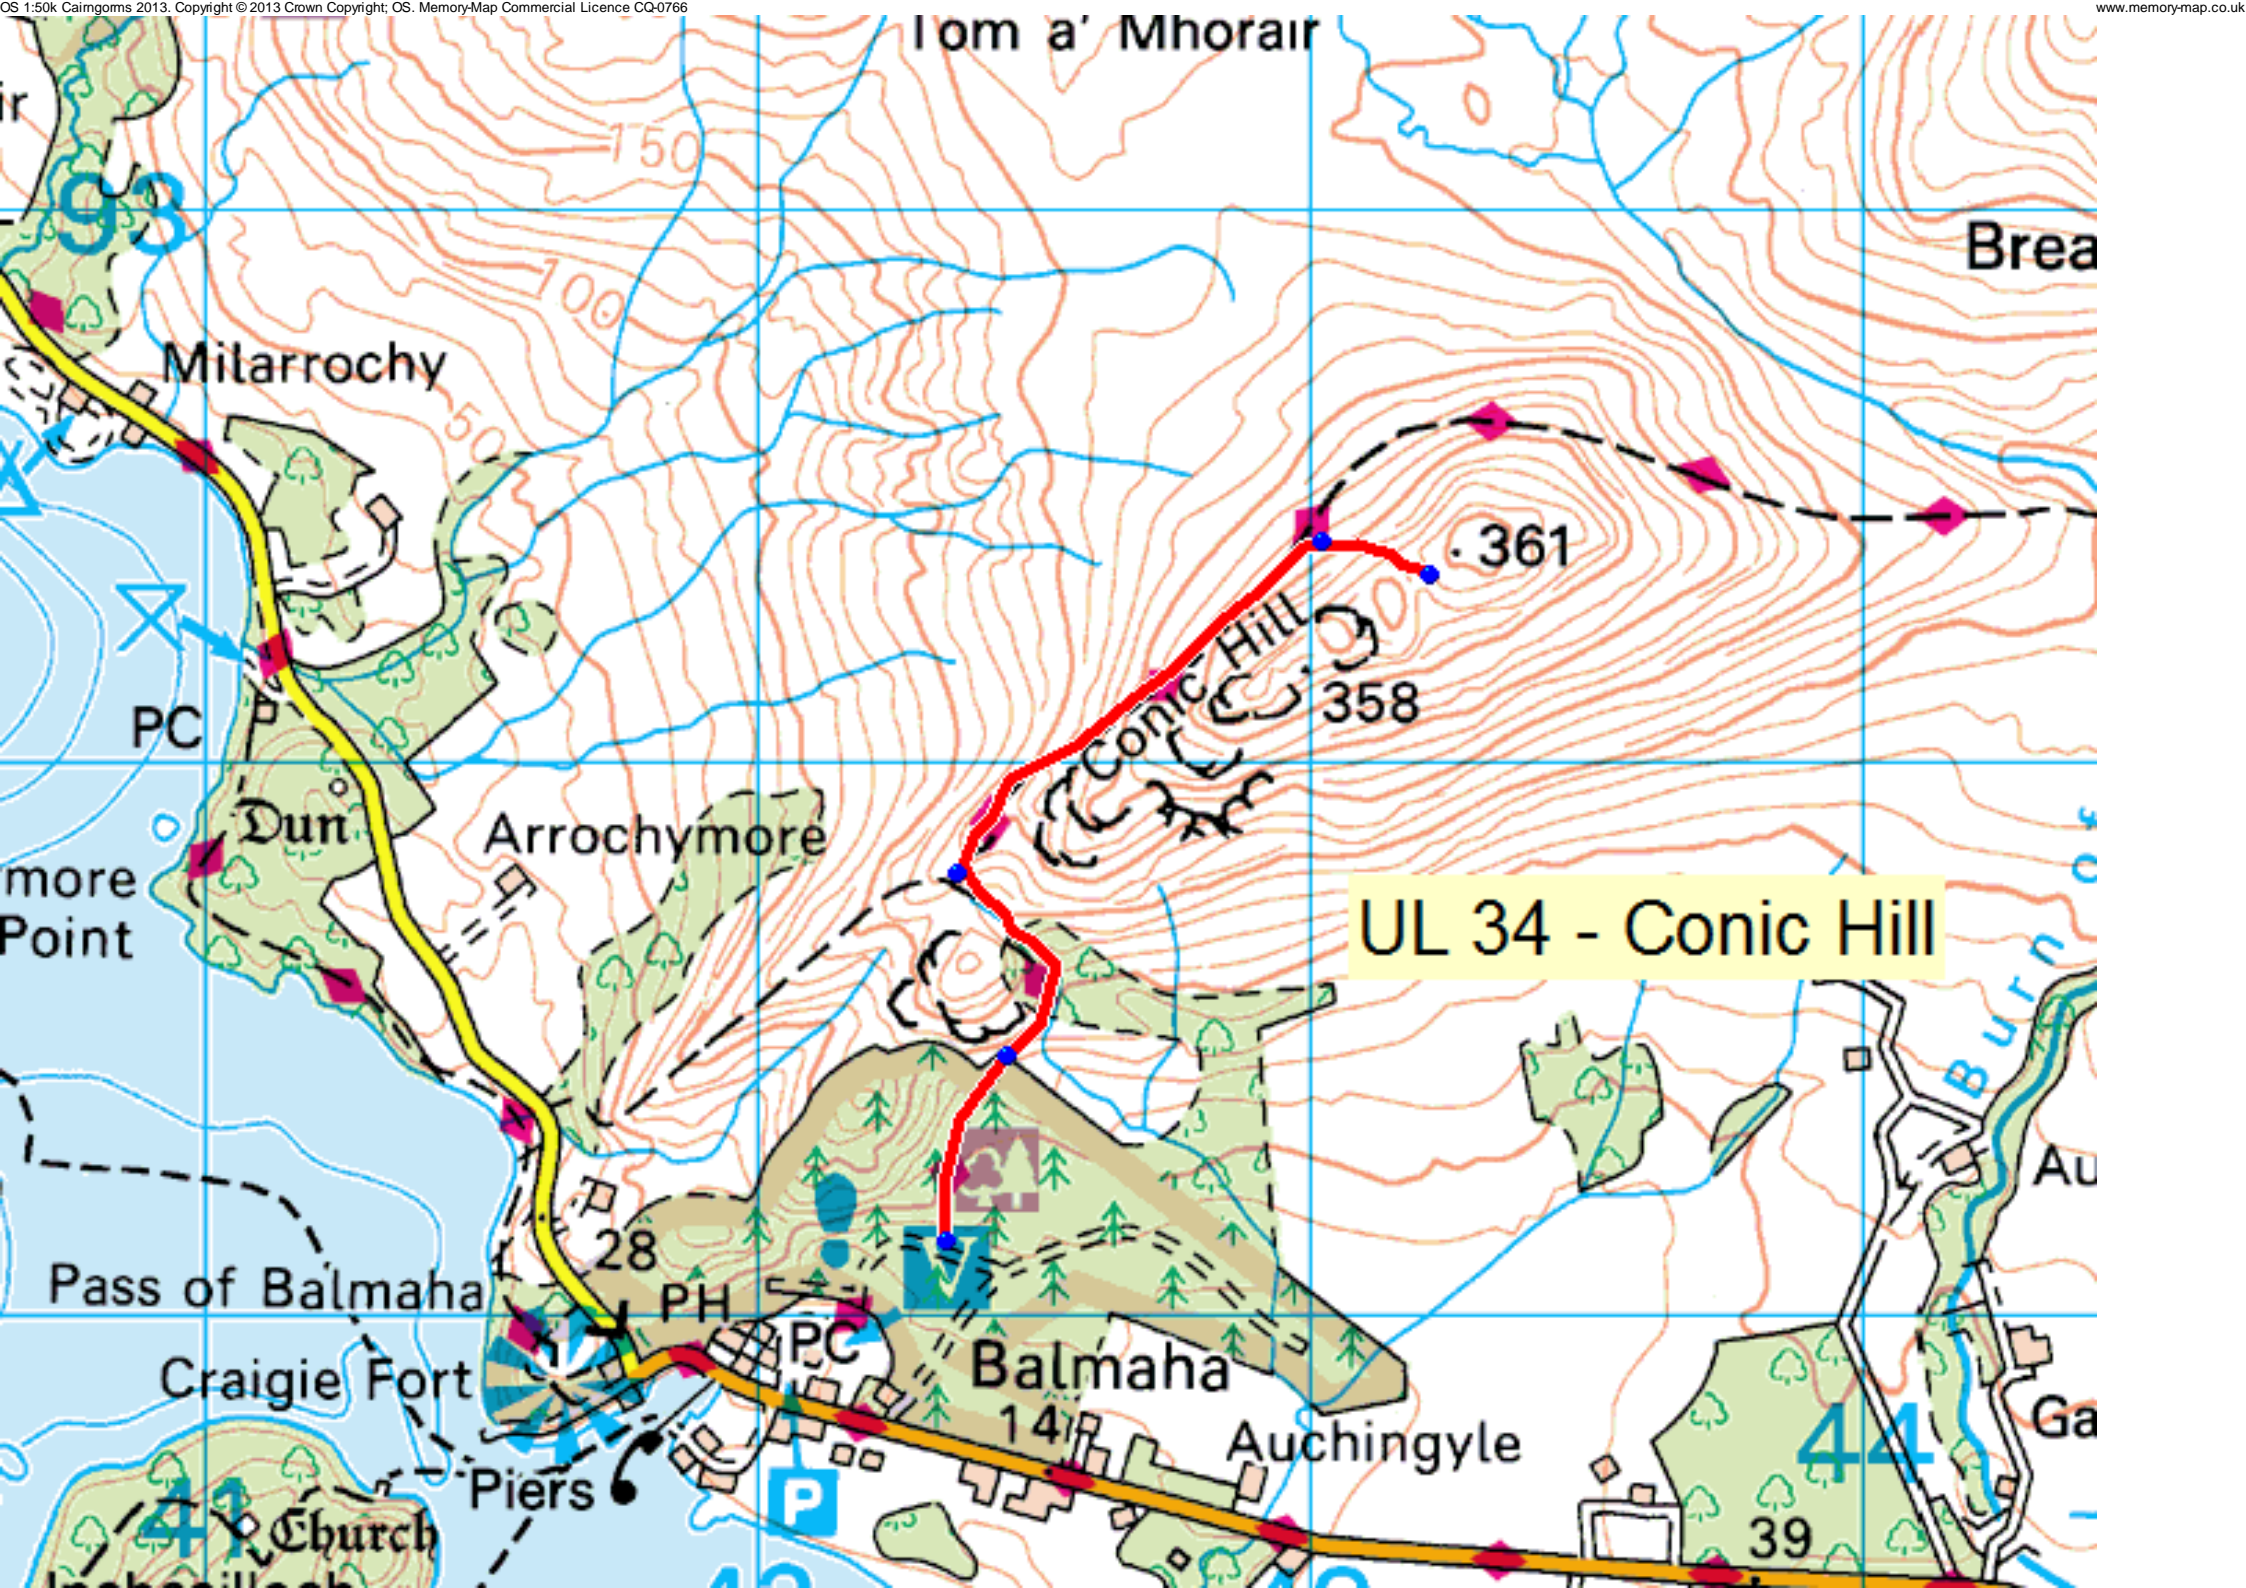 OS 1:50k Cairngorms 2013. Copyright © 2013 Crown Copyright; OS. Memory-Map Commercial Licence CQ-0766
www.memory-map.co.uk
Tom a' Mhorair
ir
150
93
Brea
100
Milarrochy
50
361
Conic Hill
358
PC
Dun
Arrochymore
more
Point
UL 34 - Conic Hill
Burn of
Au
28
Pass of Balmaha
PH
V
PC
Balmaha
Craigie Fort
14
Auchingyle
44
Ga
Piers
P
41
Church
39